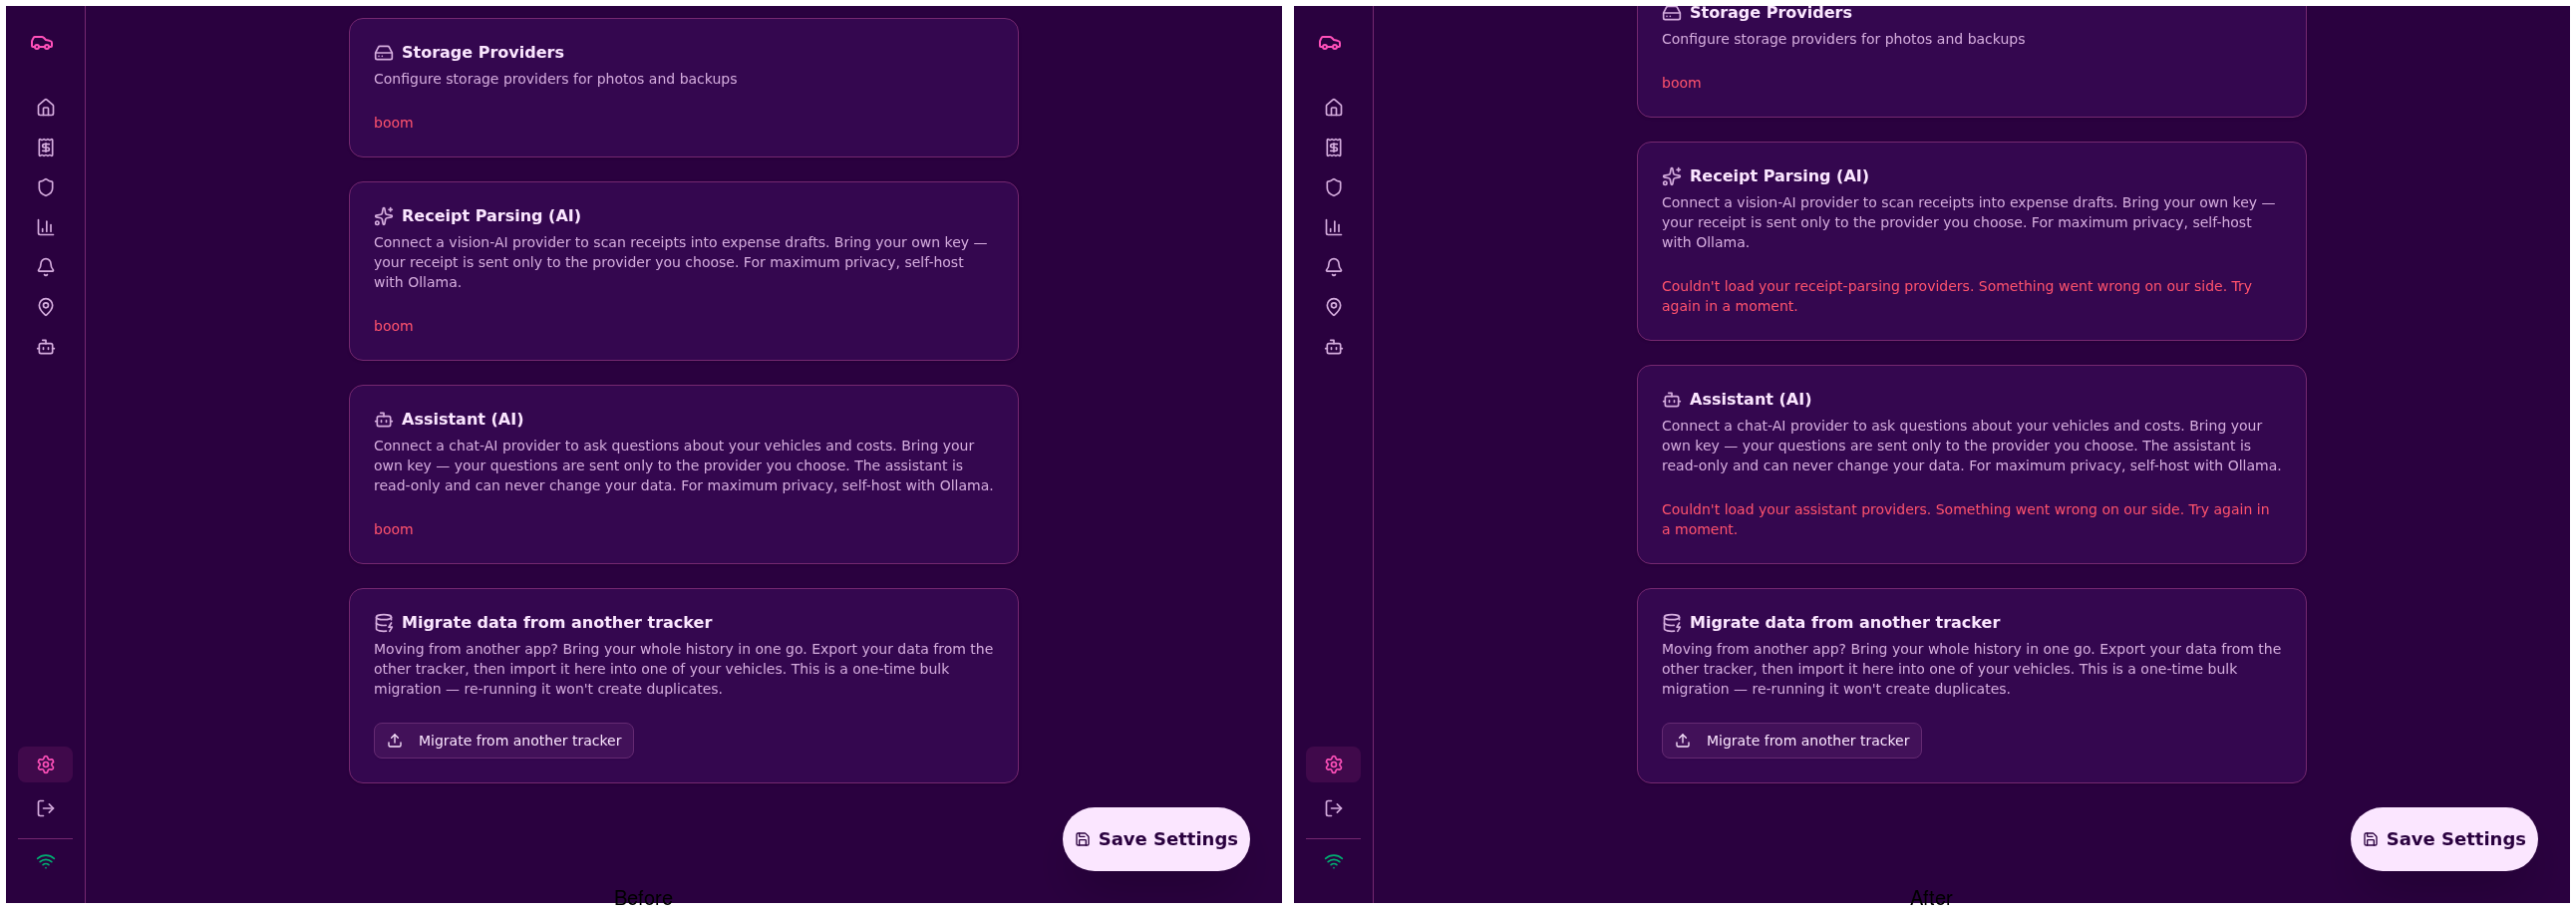 Storage Providers
Configure storage providers for photos and backups
boom
Receipt Parsing (AI)
Connect a vision-AI provider to scan receipts into expense drafts. Bring your own key —
your receipt is sent only to the provider you choose. For maximum privacy, self-host
with Ollama.
boom
Assistant (AI)
Connect a chat-AI provider to ask questions about your vehicles and costs. Bring your
own key — your questions are sent only to the provider you choose. The assistant is
read-only and can never change your data. For maximum privacy, self-host with Ollama.
boom
Migrate data from another tracker
Moving from another app? Bring your whole history in one go. Export your data from the
other tracker, then import it here into one of your vehicles. This is a one-time bulk
migration — re-running it won't create duplicates.
Migrate from another tracker
Save Settings
Before
Storage Providers
Configure storage providers for photos and backups
boom
Receipt Parsing (AI)
Connect a vision-AI provider to scan receipts into expense drafts. Bring your own key —
your receipt is sent only to the provider you choose. For maximum privacy, self-host
with Ollama.
Couldn't load your receipt-parsing providers. Something went wrong on our side. Try
again in a moment.
Assistant (AI)
Connect a chat-AI provider to ask questions about your vehicles and costs. Bring your
own key — your questions are sent only to the provider you choose. The assistant is
read-only and can never change your data. For maximum privacy, self-host with Ollama.
Couldn't load your assistant providers. Something went wrong on our side. Try again in
a moment.
Migrate data from another tracker
Moving from another app? Bring your whole history in one go. Export your data from the
other tracker, then import it here into one of your vehicles. This is a one-time bulk
migration — re-running it won't create duplicates.
Migrate from another tracker
Save Settings
After